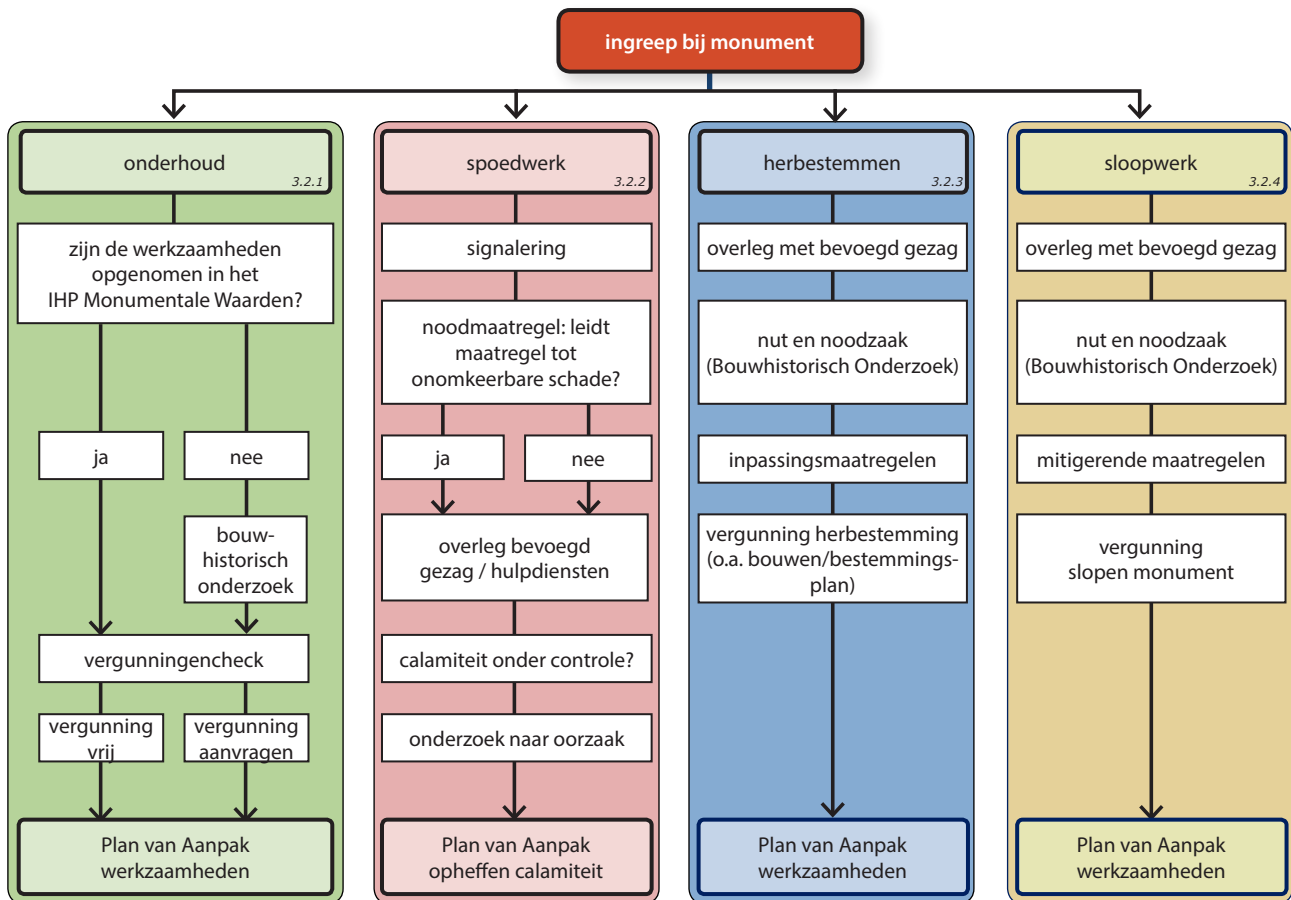 ingreep bij monument
onderhoud
3.2.1
zijn de werkzaamheden
opgenomen in het
IHP Monumentale Waarden?
ja
nee
bouw-
historisch
onderzoek
vergunningencheck
vergunning
vrij
vergunning
aanvragen
Plan van Aanpak
werkzaamheden
spoedwerk
3.2.2
signalering
noodmaatregel: leidt
maatregel tot
onomkeerbare schade?
ja
nee
overleg bevoegd
gezag / hulpdiensten
calamiteit onder controle?
onderzoek naar oorzaak
Plan van Aanpak
opheffen calamiteit
herbestemmen
3.2.3
overleg met bevoegd gezag
nut en noodzaak
(Bouwhistorisch Onderzoek)
inpassingsmaatregelen
vergunning herbestemming
(o.a. bouwen/bestemmings-
plan)
Plan van Aanpak
werkzaamheden
sloopwerk
3.2.4
overleg met bevoegd gezag
nut en noodzaak
(Bouwhistorisch Onderzoek)
mitigerende maatregelen
vergunning
slopen monument
Plan van Aanpak
werkzaamheden